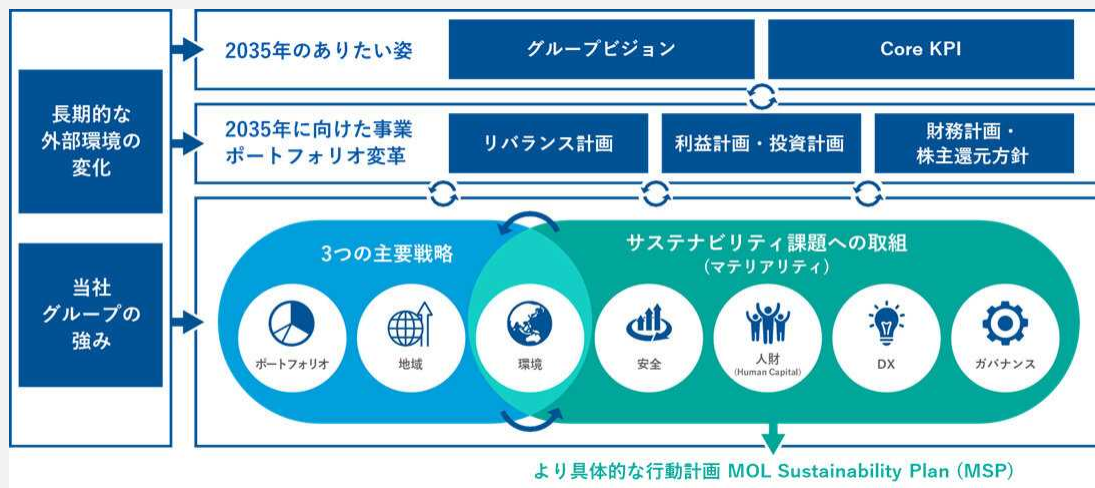 長期的な
外部環境の
変化
当社
グループの
強み
2035年のありたい姿
グループビジョン
Core KPI
2035年に向けた事業
ポートフォリオ変革
リバランス計画
利益計画・投資計画
財務計画・
株主還元方針
3つの主要戦略
サステナビリティ課題への取組
(マテリアリティ)
ポートフォリオ
地域
環境
安全
人財
(Human Capital)
DX
ガバナンス
より具体的な行動計画 MOL Sustainability Plan (MSP)